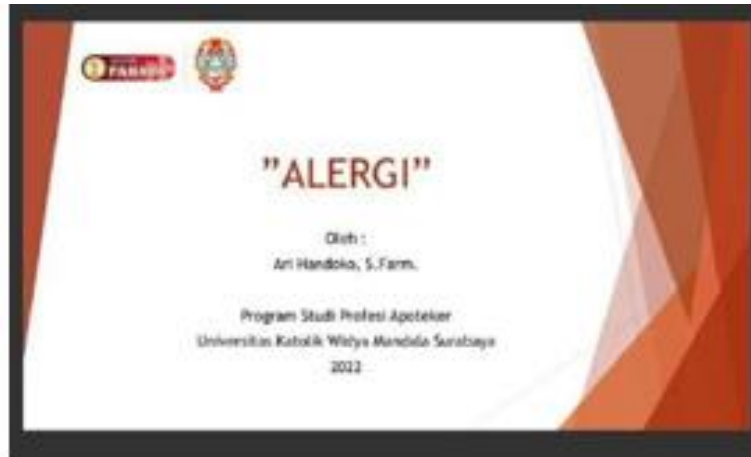 ”ALERGI”
Oleh :
Ari Handoko, S.Farm.
Program Studi Profesi Apoteker
Universitas Katolik Widya Mandala Surabaya
2022